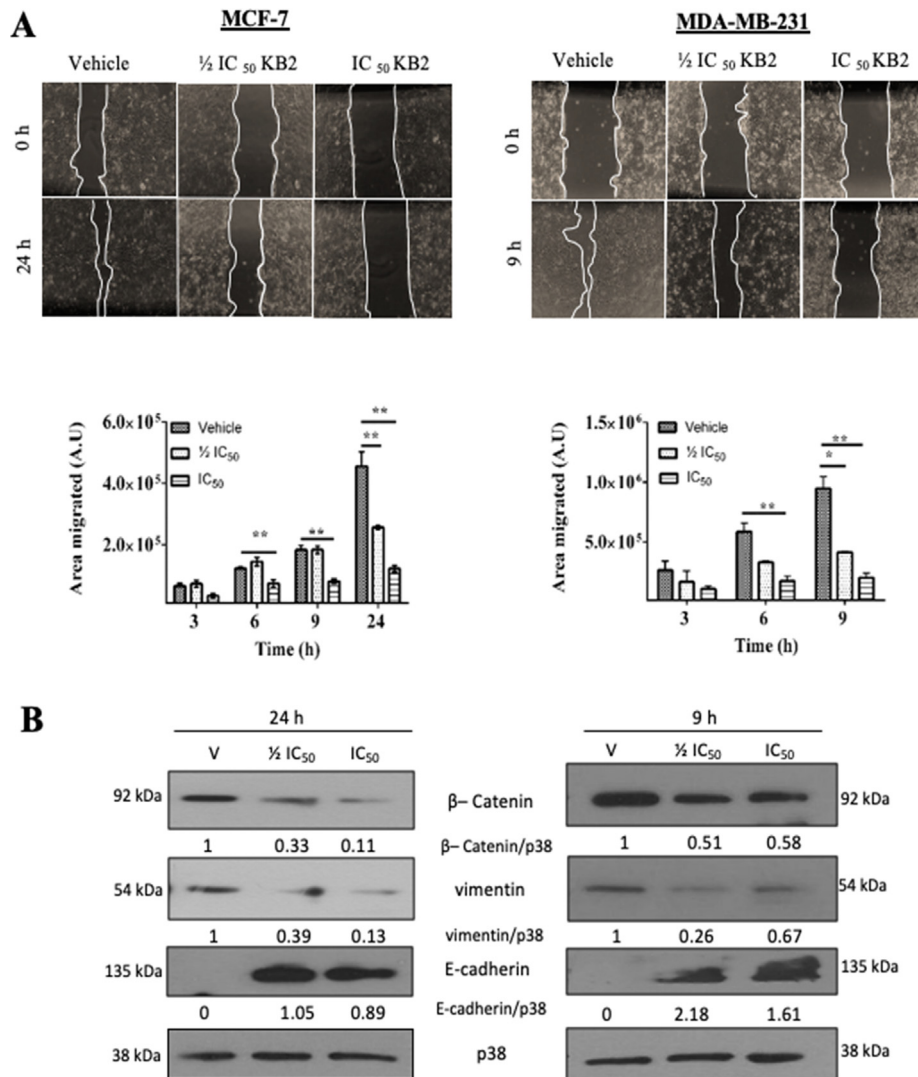 A
MCF-7
MDA-MB-231
Vehicle
½ IC 50 KB2
IC 50 KB2
Vehicle
½ IC 50 KB2
IC 50 KB2
0 h
24 h
0 h
9 h
Area migrated (A.U)
6.0×10⁵
4.0×10⁵
2.0×10⁵
Vehicle
½ IC₅₀
IC₅₀
**
**
**
**
3
6
9
24
Time (h)
Area migrated (A.U)
1.5×10⁶
1.0×10⁶
5.0×10⁵
Vehicle
½ IC₅₀
IC₅₀
**
**
*
3
6
9
Time (h)
B
24 h
9 h
V ½ IC₅₀ IC₅₀
V ½ IC₅₀ IC₅₀
92 kDa
β– Catenin
92 kDa
1 0.33 0.11
β– Catenin/p38
1 0.51 0.58
54 kDa
vimentin
54 kDa
1 0.39 0.13
vimentin/p38
1 0.26 0.67
135 kDa
E-cadherin
135 kDa
0 1.05 0.89
E-cadherin/p38
0 2.18 1.61
38 kDa
p38
38 kDa